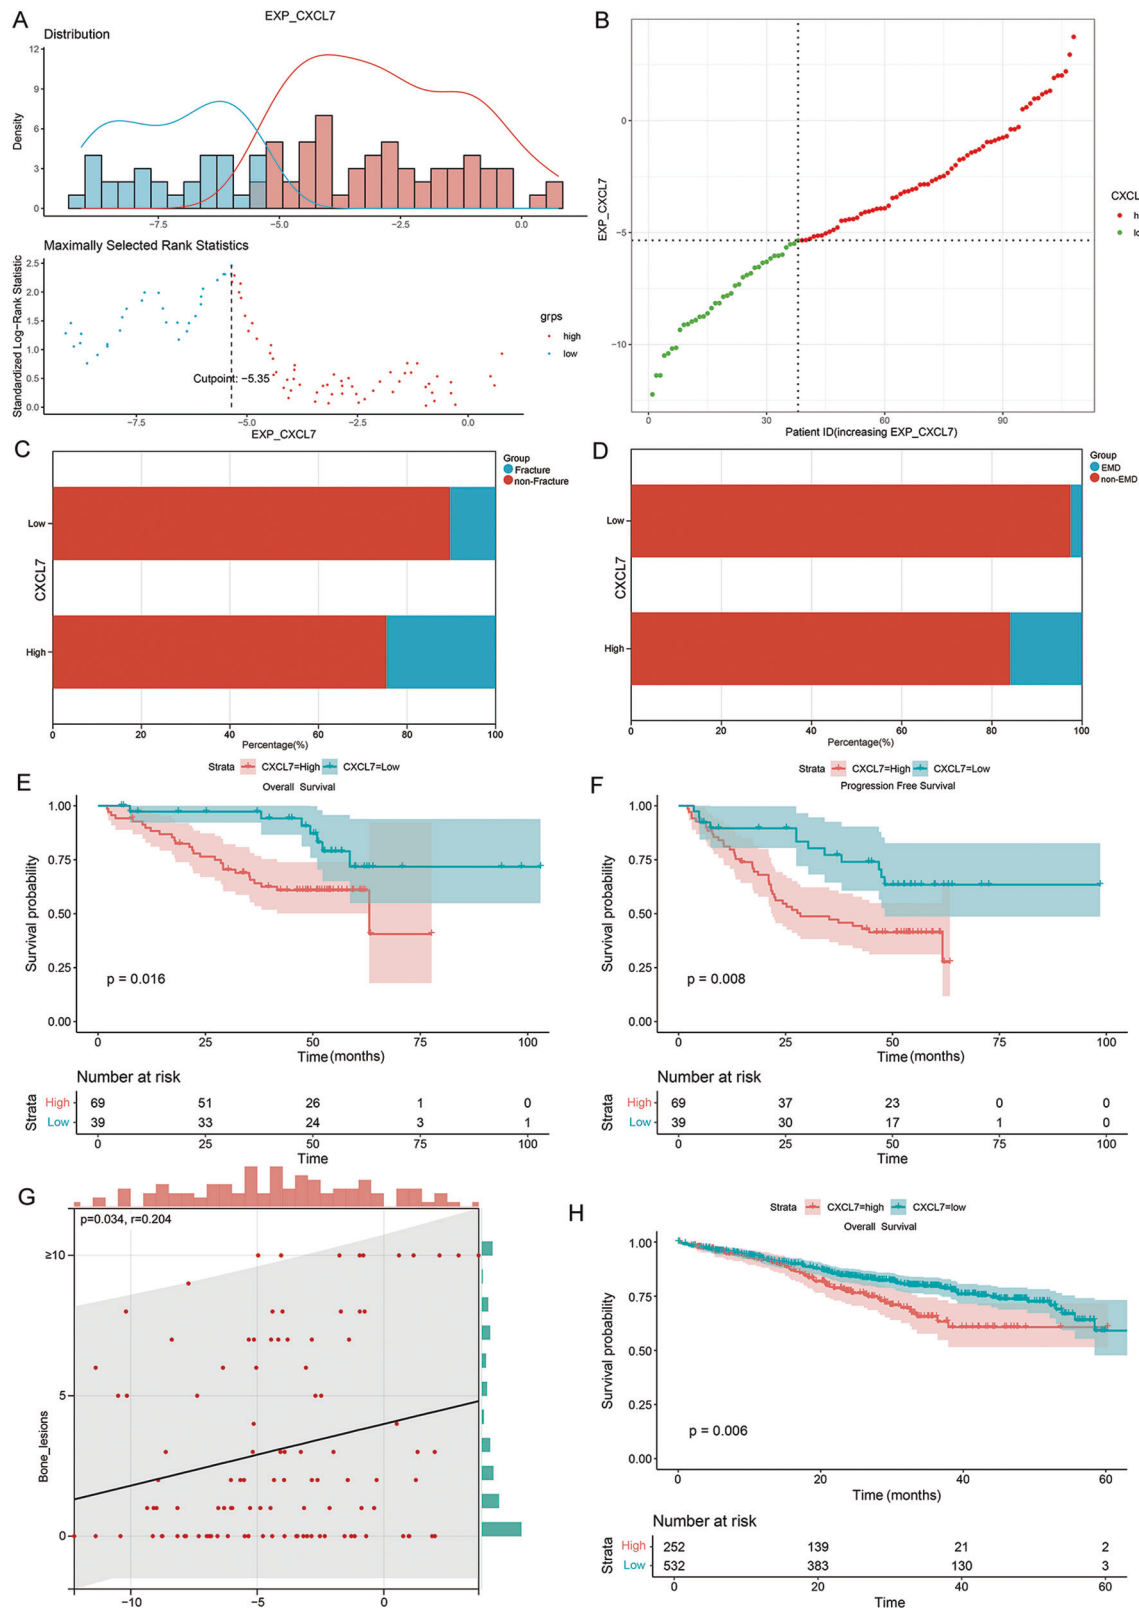 A
EXP_CXCL7
Distribution
12
9
6
3
0
Density
−7.5
−5.0
−2.5
0.0
Maximally Selected Rank Statistics
2.5
2.0
1.5
1.0
0.5
0.0
Standardized Log−Rank Statistic
Cutpoint: −5.35
grps
high
low
−7.5
−5.0
−2.5
0.0
EXP_CXCL7
B
0
−5
−10
EXP_CXCL7
0
30
60
90
Patient ID(increasing EXP_CXCL7)
CXCL
h
lo
C
Group
Fracture
non-Fracture
Low
High
CXCL7
0
20
40
60
80
100
Percentage(%)
D
Group
EMD
non-EMD
Low
High
CXCL7
0
20
40
60
80
100
Percentage(%)
E
Strata CXCL7=High CXCL7=Low
Overall Survival
1.00
0.75
0.50
0.25
0.00
Survival probability
p = 0.016
0 25 50 75 100
Time (months)
Number at risk
Strata
High 69 51 26 1 0
Low 39 33 24 3 1
0 25 50 75 100
Time
F
Strata CXCL7=High CXCL7=Low
Progression Free Survival
1.00
0.75
0.50
0.25
0.00
Survival probability
p = 0.008
0 25 50 75 100
Time (months)
Number at risk
Strata
High 69 37 23 0 0
Low 39 30 17 1 0
0 25 50 75 100
Time
G
p=0.034, r=0.204
≥10
5
0
Bone_lesions
−10
−5
0
H
Strata CXCL7=high CXCL7=low
Overall Survival
1.00
0.75
0.50
0.25
0.00
Survival probability
p = 0.006
0 20 40 60
Time (months)
Number at risk
Strata
High 252 139 21 2
Low 532 383 130 3
0 20 40 60
Time